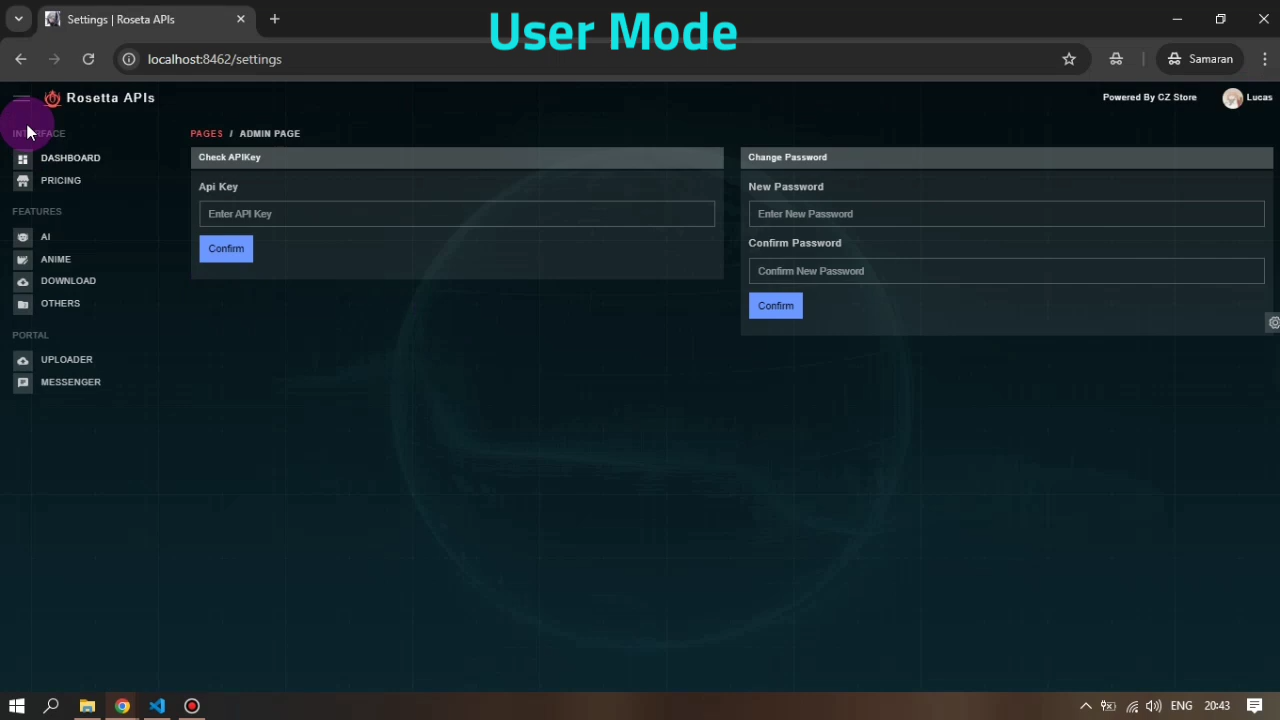 Settings | Roseta APIs
User Mode
localhost:8462/settings
Samaran
Rosetta APIs
Powered By CZ Store
Lucas
INTERFACE
PAGES / ADMIN PAGE
DASHBOARD
PRICING
FEATURES
AI
ANIME
DOWNLOAD
OTHERS
PORTAL
UPLOADER
MESSENGER
Check APIKey
Api Key
Enter API Key
Confirm
Change Password
New Password
Enter New Password
Confirm Password
Confirm New Password
Confirm
ENG
20:43